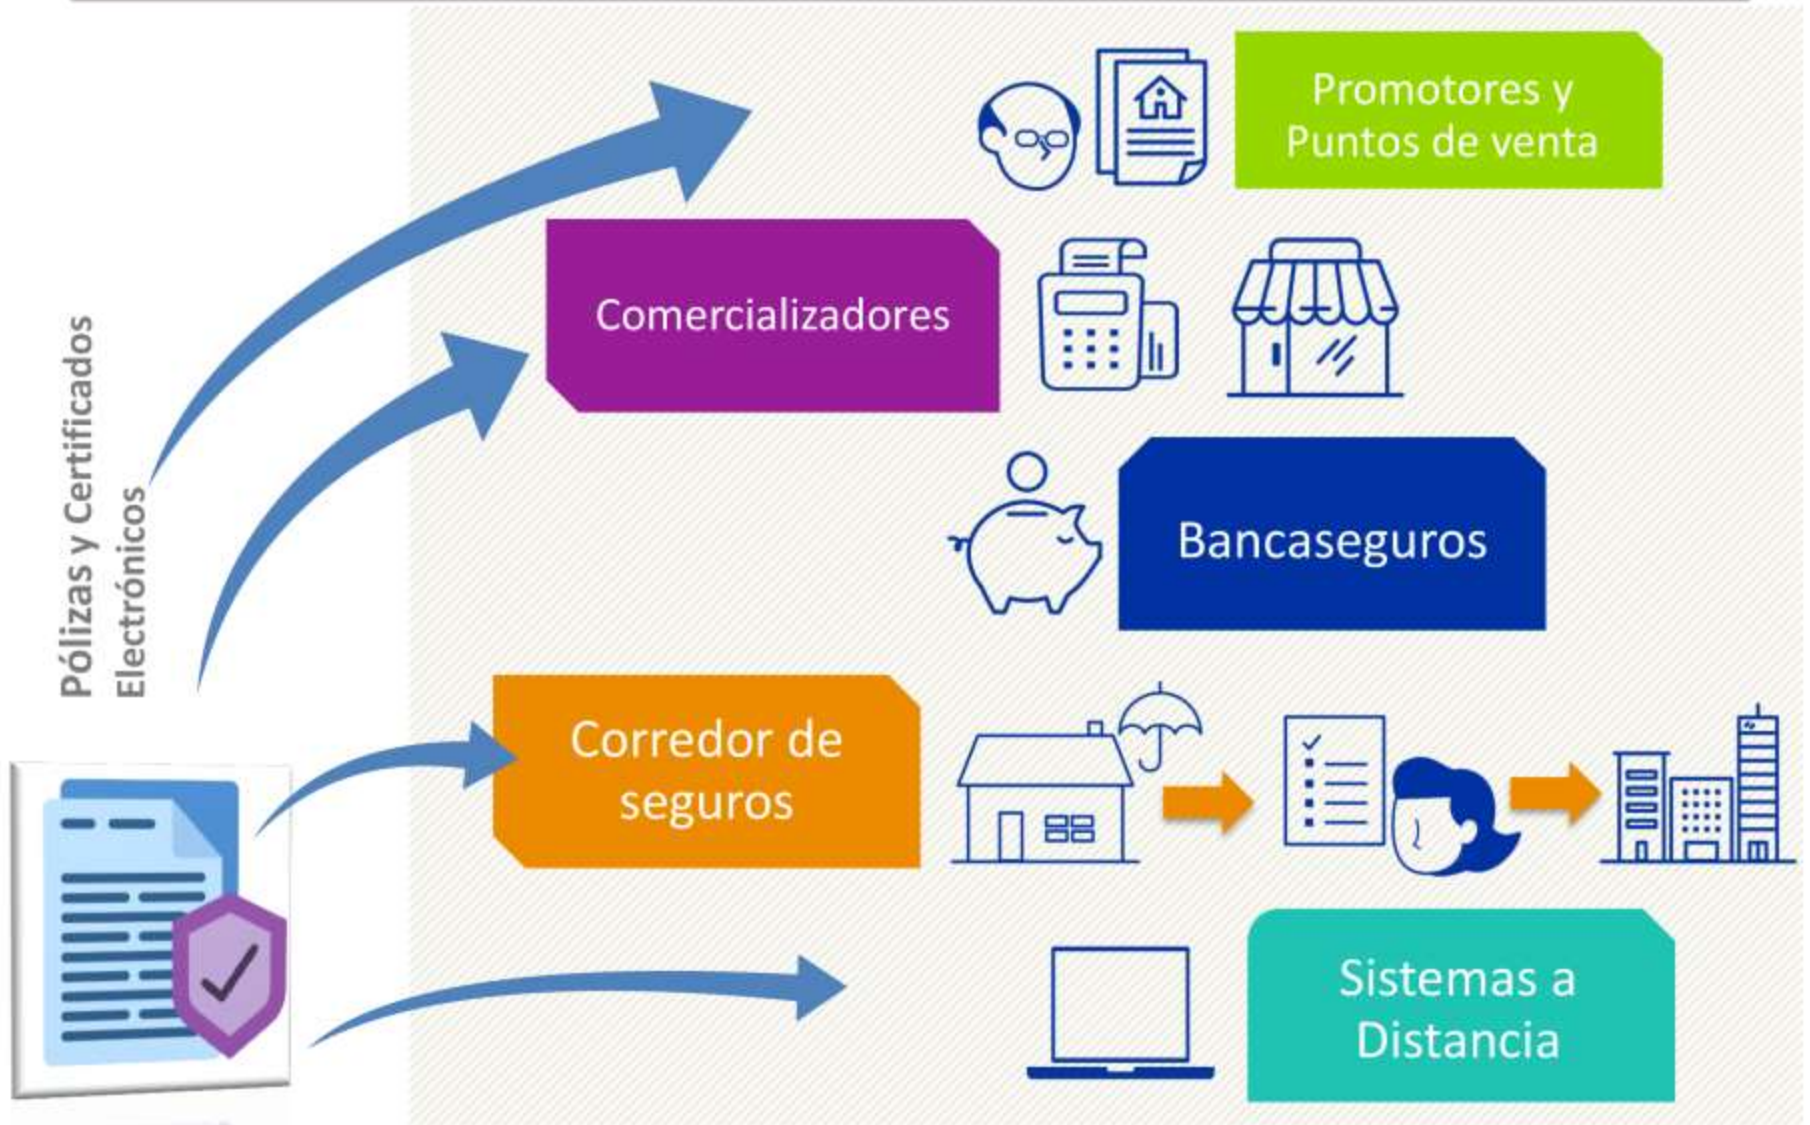 Promotores y
Puntos de venta
Comercializadores
Bancaseguros
Corredor de
seguros
Sistemas a
Distancia
Pólizas y Certificados
Electrónicos